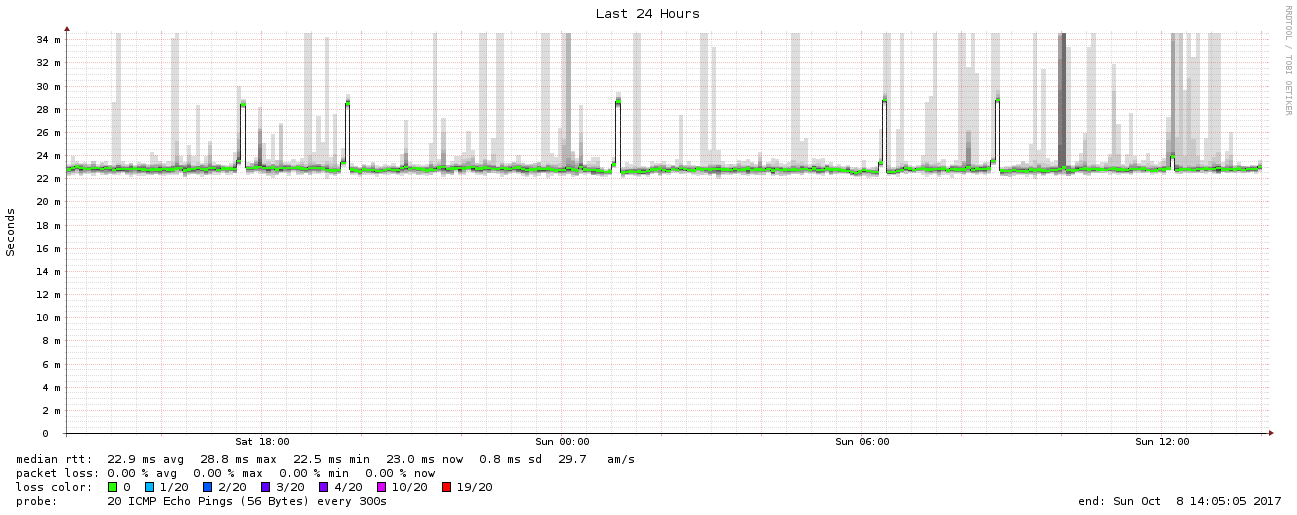 Last 24 Hours
RRDTOOL / TOBI OETIKER
Seconds
34 m
32 m
30 m
28 m
26 m
24 m
22 m
20 m
18 m
16 m
14 m
12 m
10 m
8 m
6 m
4 m
2 m
0
Sat 18:00 Sun 00:00 Sun 06:00 Sun 12:00
median rtt: 22.9 ms avg 28.8 ms max 22.5 ms min 23.0 ms now 0.8 ms sd 29.7 am/s
packet loss: 0.00 % avg 0.00 % max 0.00 % min 0.00 % now
loss color: 0 1/20 2/20 3/20 4/20 10/20 19/20
probe: 20 ICMP Echo Pings (56 Bytes) every 300s end: Sun Oct 8 14:05:05 2017